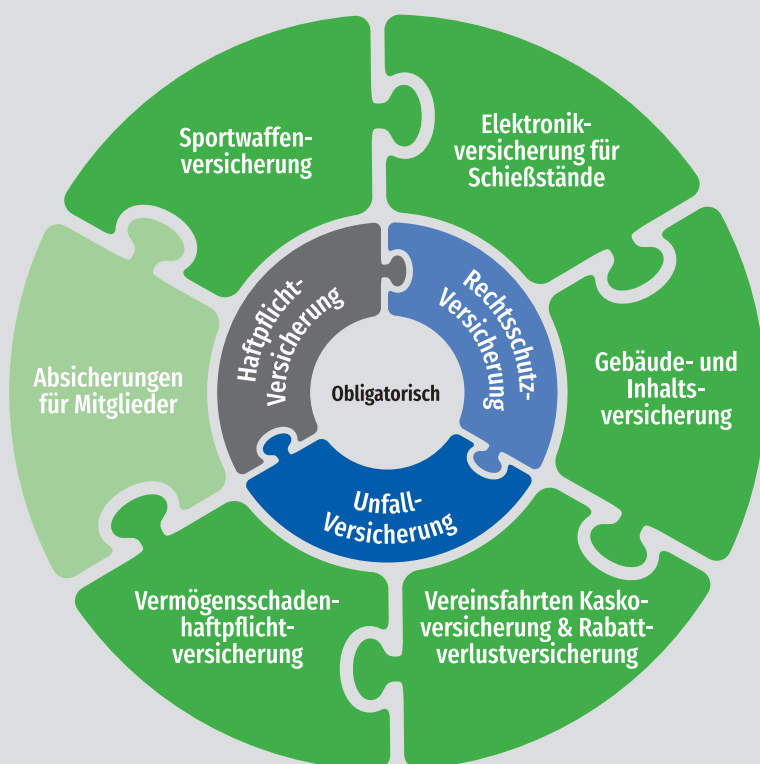 Sportwaffen-
versicherung
Elektronik-
versicherung für
Schießstände
Haftpflicht-
Versicherung
Rechtsschutz-
Versicherung
Absicherungen
für Mitglieder
Obligatorisch
Gebäude- und
Inhalts-
versicherung
Unfall-
Versicherung
Vermögensschaden-
haftpflicht-
versicherung
Vereinsfahrten Kasko-
versicherung & Rabatt-
verlustversicherung